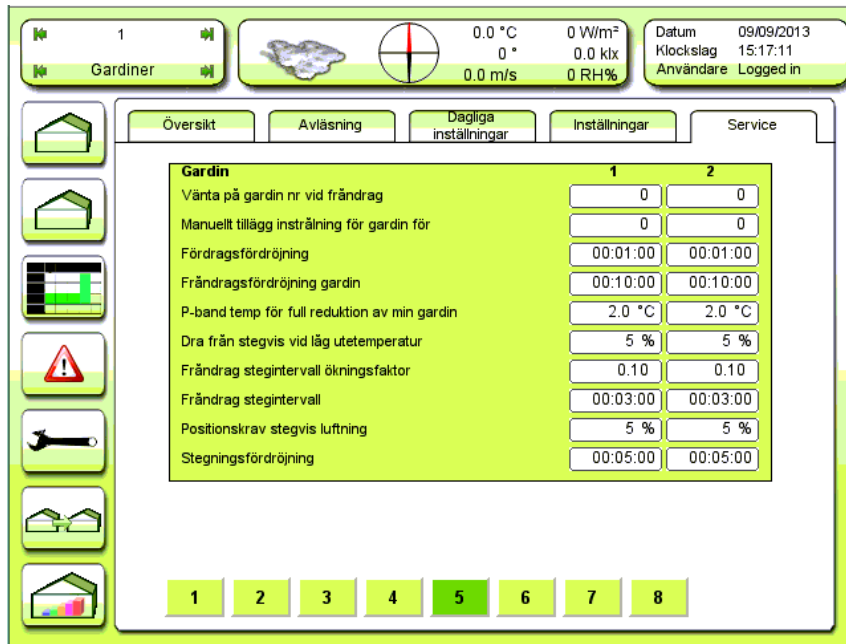 1
Gardiner
0.0 °C 0 W/m²
0 ° 0.0 klx
0.0 m/s 0 RH%
Datum 09/09/2013
Klockslag 15:17:11
Användare Logged in
Översikt
Avläsning
Dagliga
inställningar
Inställningar
Service
Gardin 1 2
Vänta på gardin nr vid fråndrag 0 0
Manuellt tillägg instrålning för gardin för 0 0
Fördragsfördröjning 00:01:00 00:01:00
Fråndragsfördröjning gardin 00:10:00 00:10:00
P-band temp för full reduktion av min gardin 2.0 °C 2.0 °C
Dra från stegvis vid låg utetemperatur 5 % 5 %
Fråndrag stegintervall ökningsfaktor 0.10 0.10
Fråndrag stegintervall 00:03:00 00:03:00
Positionskrav stegvis luftning 5 % 5 %
Stegningsfördröjning 00:05:00 00:05:00
1 2 3 4 5 6 7 8